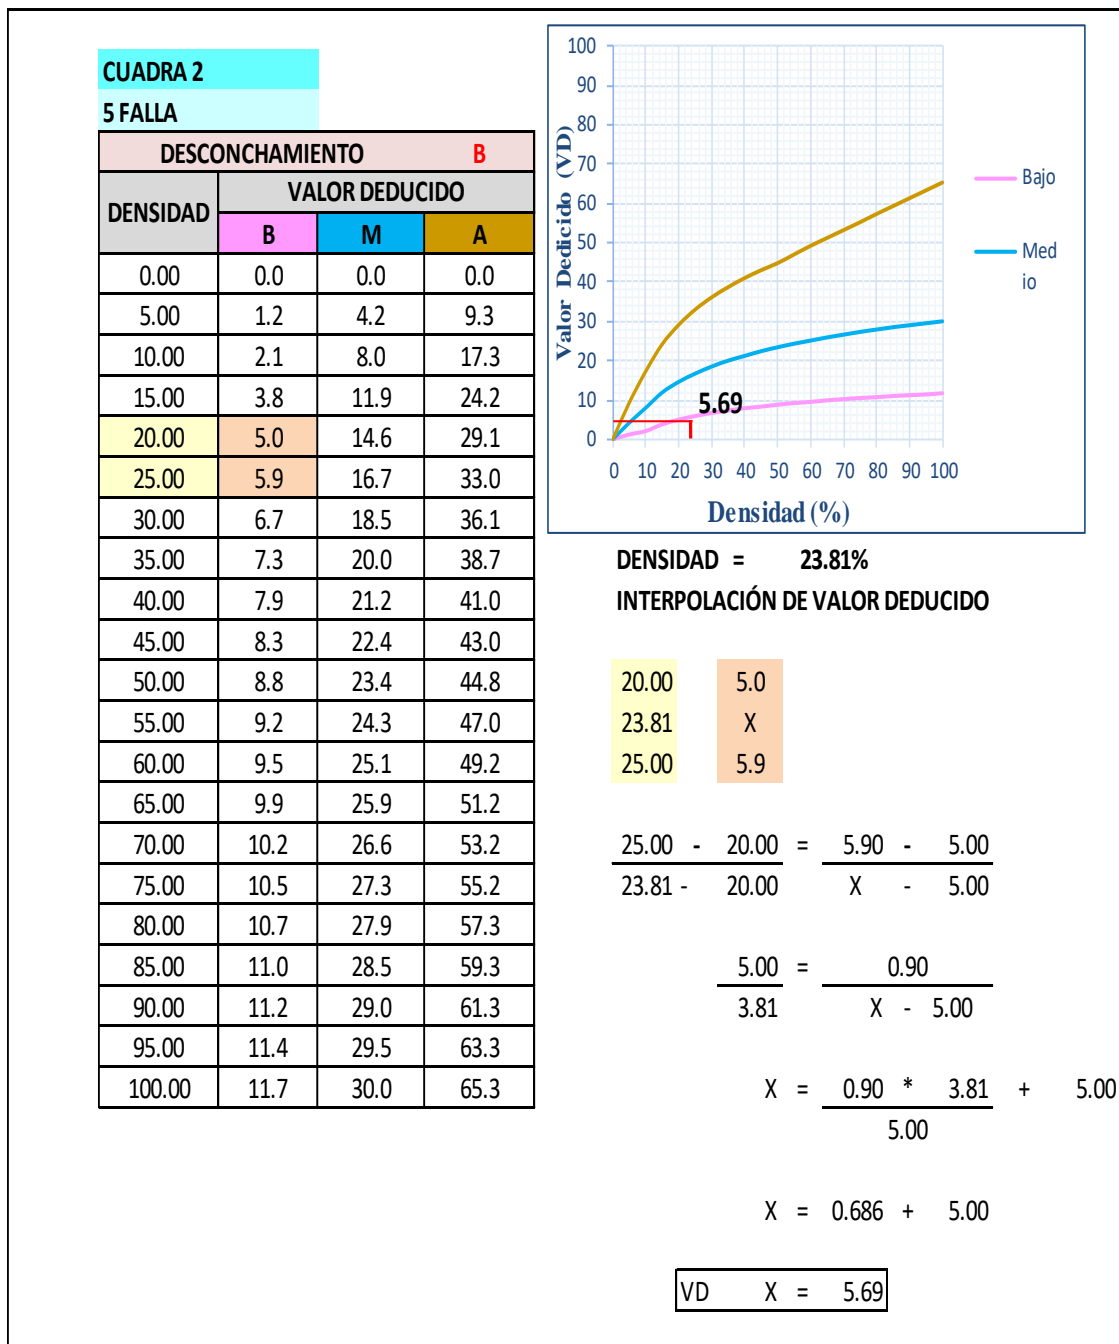 CUADRA 2
5 FALLA
DESCONCHAMIENTO B
DENSIDAD VALOR DEDUCIDO
B M A
0.00 0.0 0.0 0.0
5.00 1.2 4.2 9.3
10.00 2.1 8.0 17.3
15.00 3.8 11.9 24.2
20.00 5.0 14.6 29.1
25.00 5.9 16.7 33.0
30.00 6.7 18.5 36.1
35.00 7.3 20.0 38.7
40.00 7.9 21.2 41.0
45.00 8.3 22.4 43.0
50.00 8.8 23.4 44.8
55.00 9.2 24.3 47.0
60.00 9.5 25.1 49.2
65.00 9.9 25.9 51.2
70.00 10.2 26.6 53.2
75.00 10.5 27.3 55.2
80.00 10.7 27.9 57.3
85.00 11.0 28.5 59.3
90.00 11.2 29.0 61.3
95.00 11.4 29.5 63.3
100.00 11.7 30.0 65.3
Valor Dedicido (VD)
100
90
80
70
60
50
40
30
20
10
0
5.69
0 10 20 30 40 50 60 70 80 90 100
Densidad (%)
Bajo
Med
io
DENSIDAD = 23.81%
INTERPOLACIÓN DE VALOR DEDUCIDO
20.00 5.0
23.81 X
25.00 5.9
25.00 - 20.00 = 5.90 - 5.00
23.81 - 20.00 X - 5.00
5.00 = 0.90
3.81 X - 5.00
X = 0.90 * 3.81 + 5.00
5.00
X = 0.686 + 5.00
VD X = 5.69